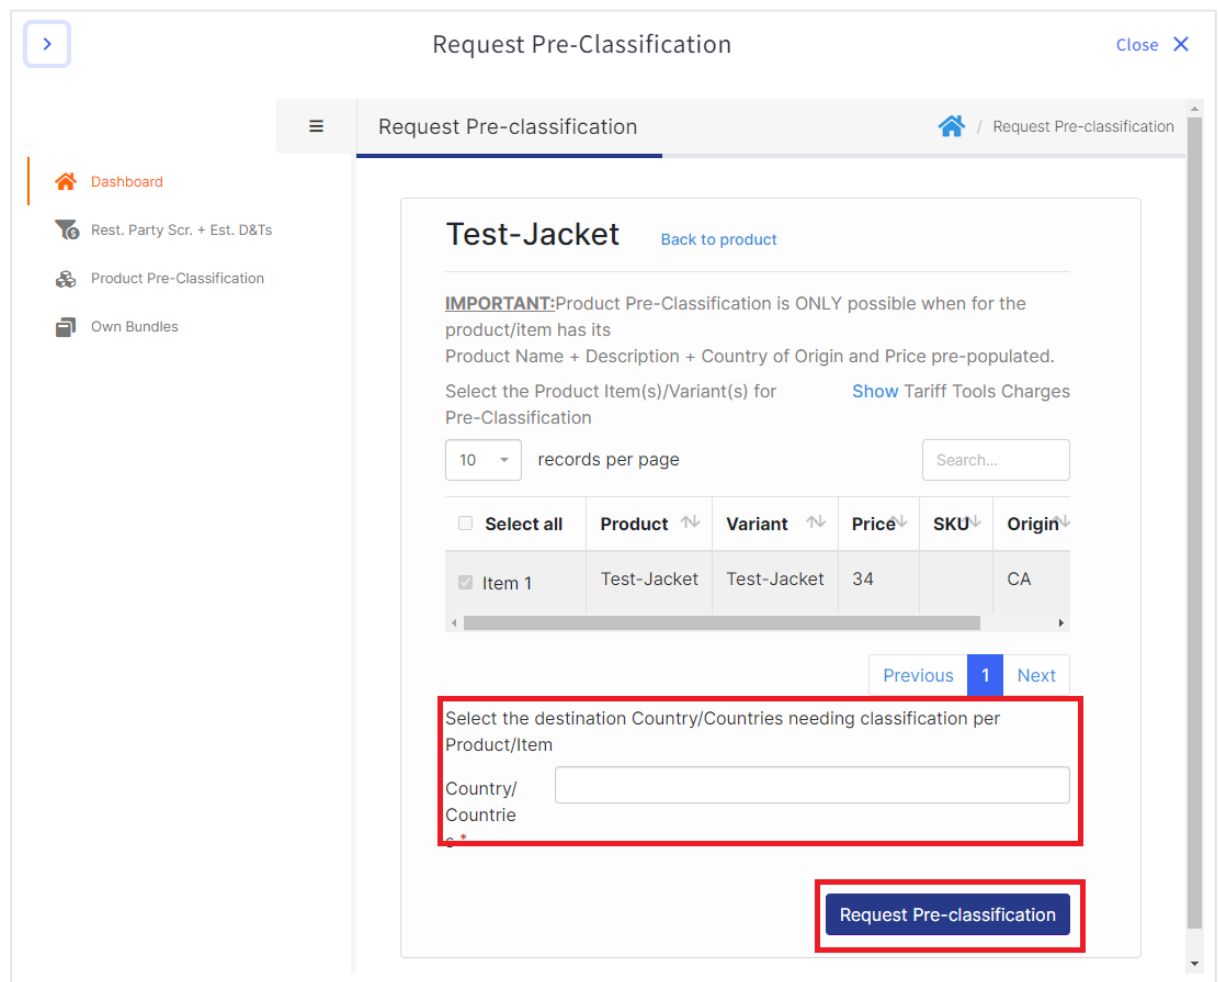 Request Pre-Classification
Close
Request Pre-classification
/ Request Pre-classification
Dashboard
Rest. Party Scr. + Est. D&Ts
Product Pre-Classification
Own Bundles
Test-Jacket Back to product
IMPORTANT:Product Pre-Classification is ONLY possible when for the
product/item has its
Product Name + Description + Country of Origin and Price pre-populated.
Select the Product Item(s)/Variant(s) for
Pre-Classification
Show Tariff Tools Charges
10 records per page
Search...
Select all Product Variant Price SKU Origin
Item 1 Test-Jacket Test-Jacket 34 CA
Previous 1 Next
Select the destination Country/Countries needing classification per
Product/Item
Country/
Countrie
s *
Request Pre-classification